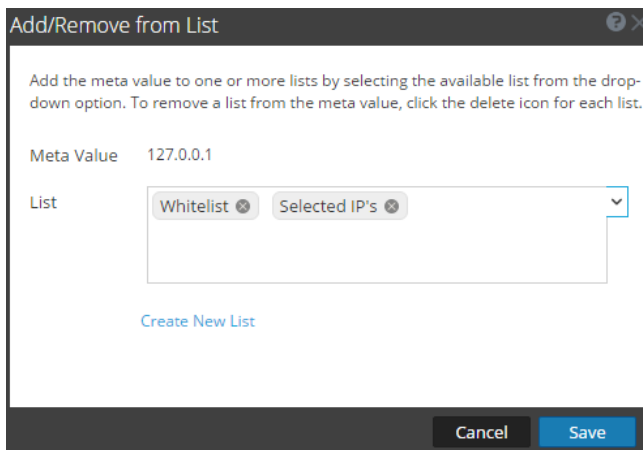 Add/Remove from List
Add the meta value to one or more lists by selecting the available list from the drop-
down option. To remove a list from the meta value, click the delete icon for each list.
Meta Value 127.0.0.1
List Whitelist Selected IP's
Create New List
Cancel Save